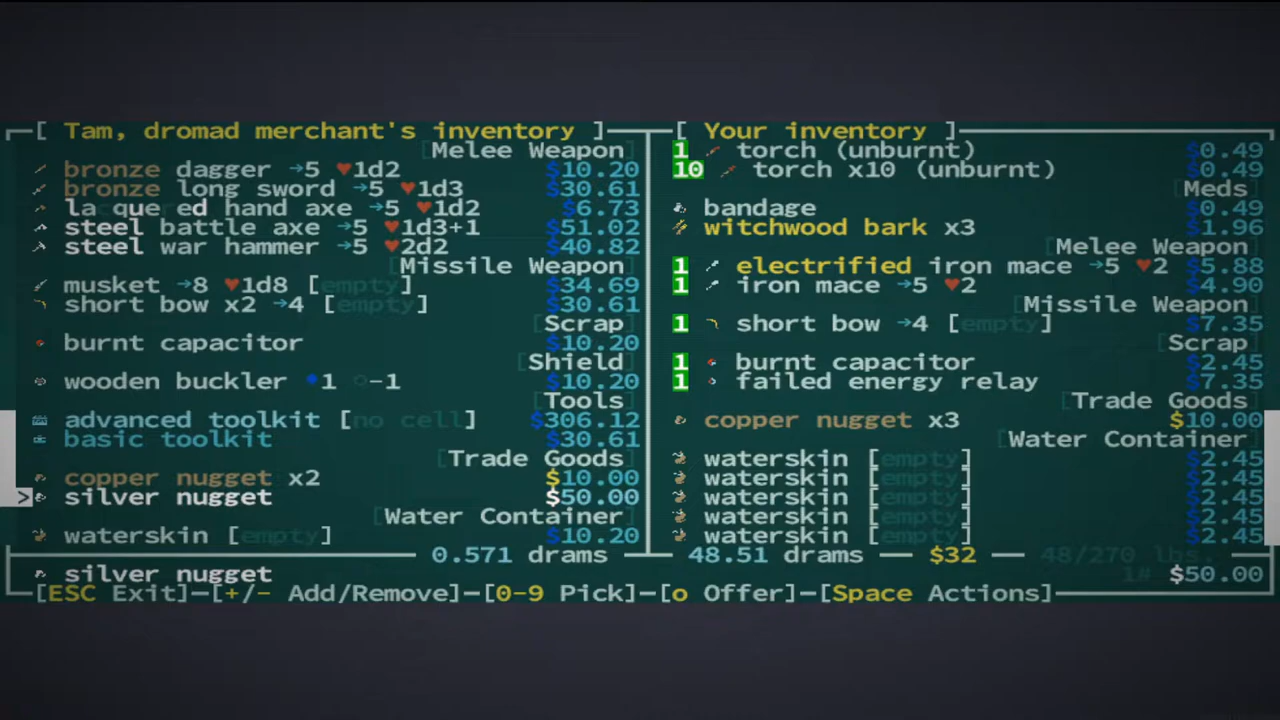 [ Tam, dromad merchant's inventory ]
[Melee Weapon]
bronze dagger →5 ♥1d2 $10.20
bronze long sword →5 ♥1d3 $30.61
lacquered hand axe →5 ♥1d2 $6.73
steel battle axe →5 ♥1d3+1 $51.02
steel war hammer →5 ♥2d2 $40.82
[Missile Weapon]
musket →8 ♥1d8 [empty] $34.69
short bow x2 →4 [empty] $30.61
[Scrap]
burnt capacitor $10.20
[Shield]
wooden buckler ♦1 ○-1 $10.20
[Tools]
advanced toolkit [no cell] $306.12
basic toolkit $30.61
[Trade Goods]
copper nugget x2 $10.00
> silver nugget $50.00
[Water Container]
waterskin [empty] $10.20
0.571 drams
[ Your inventory ]
1 torch (unburnt) $0.49
10 torch x10 (unburnt) $0.49
[Meds]
bandage $0.49
witchwood bark x3 $1.96
[Melee Weapon]
1 electrified iron mace →5 ♥2 $5.88
1 iron mace →5 ♥2 $4.90
[Missile Weapon]
1 short bow →4 [empty] $7.35
[Scrap]
1 burnt capacitor $2.45
1 failed energy relay $7.35
[Trade Goods]
copper nugget x3 $10.00
[Water Container]
waterskin [empty] $2.45
waterskin [empty] $2.45
waterskin [empty] $2.45
waterskin [empty] $2.45
waterskin [empty] $2.45
48.51 drams — $32 — 48/270 lbs.
silver nugget 1# $50.00
[ESC Exit]-[+/- Add/Remove]-[0-9 Pick]-[o Offer]-[Space Actions]